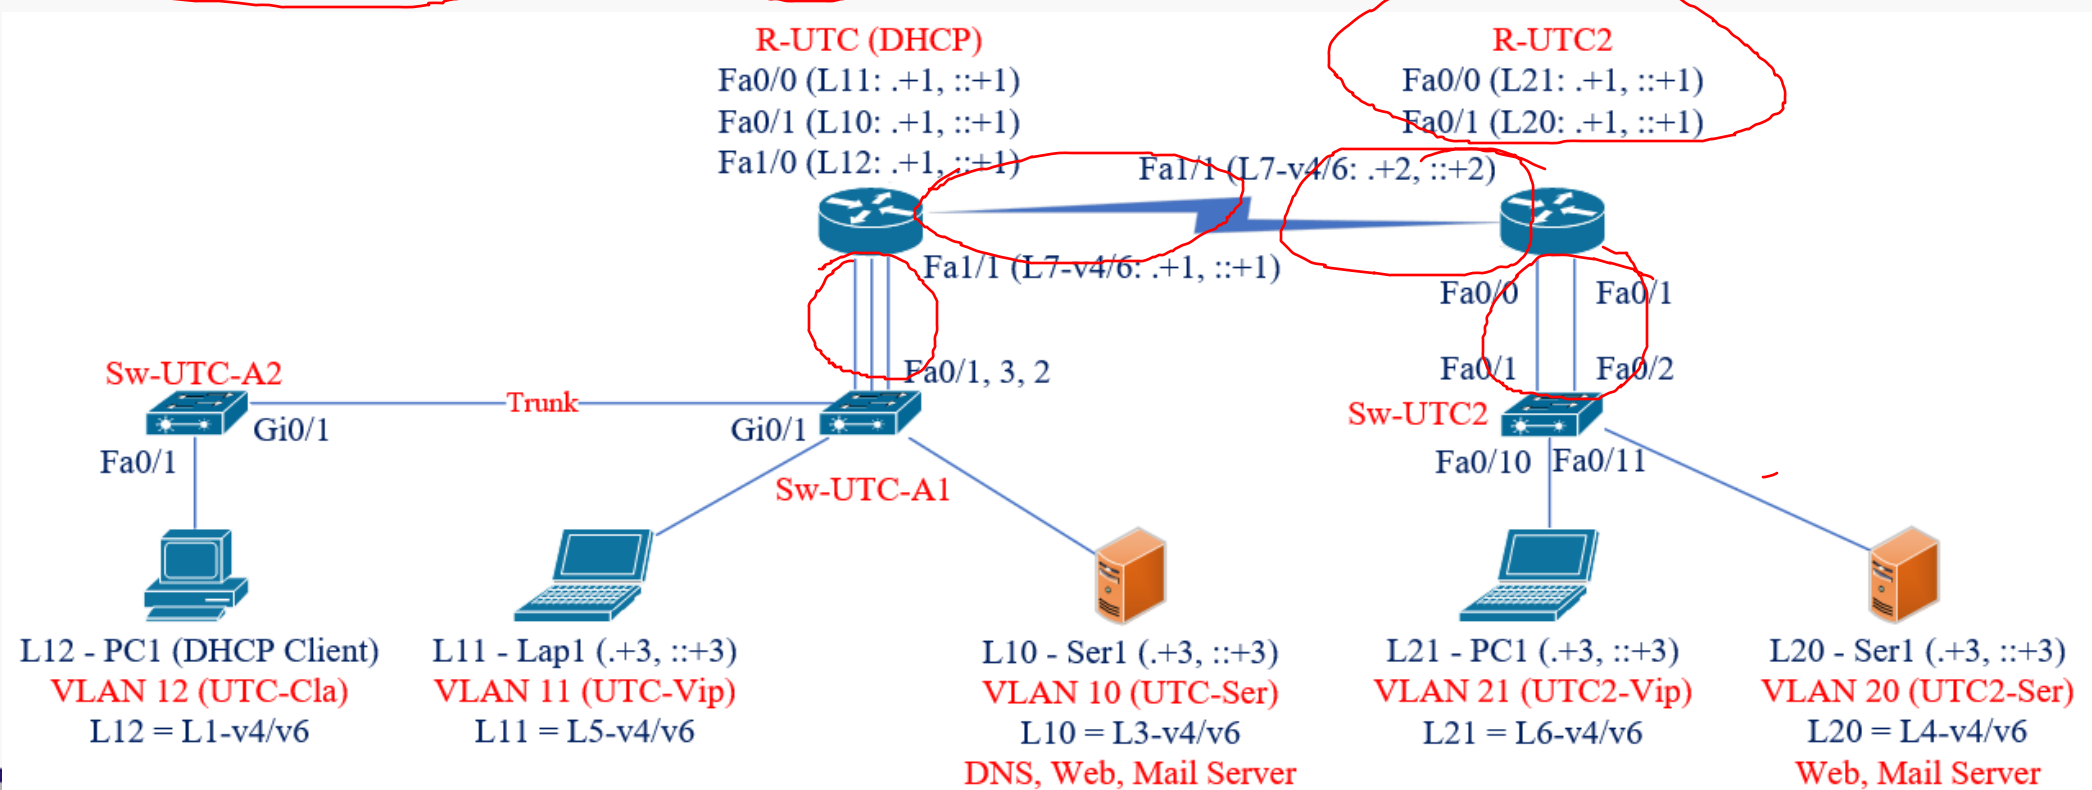 R-UTC (DHCP)
Fa0/0 (L11: .+1, ::+1)
Fa0/1 (L10: .+1, ::+1)
Fa1/0 (L12: .+1, ::+1)
R-UTC2
Fa0/0 (L21: .+1, ::+1)
Fa0/1 (L20: .+1, ::+1)
Fa1/1 (L7-v4/6: .+2, ::+2)
Fa1/1 (L7-v4/6: .+1, ::+1)
Fa0/0
Fa0/1
Fa0/1, 3, 2
Fa0/1
Fa0/2
Sw-UTC-A2
Trunk
Gi0/1
Gi0/1
Sw-UTC2
Fa0/1
Sw-UTC-A1
Fa0/10
Fa0/11
L12 - PC1 (DHCP Client)
VLAN 12 (UTC-Cla)
L12 = L1-v4/v6
L11 - Lap1 (.+3, ::+3)
VLAN 11 (UTC-Vip)
L11 = L5-v4/v6
L10 - Ser1 (.+3, ::+3)
VLAN 10 (UTC-Ser)
L10 = L3-v4/v6
DNS, Web, Mail Server
L21 - PC1 (.+3, ::+3)
VLAN 21 (UTC2-Vip)
L21 = L6-v4/v6
L20 - Ser1 (.+3, ::+3)
VLAN 20 (UTC2-Ser)
L20 = L4-v4/v6
Web, Mail Server